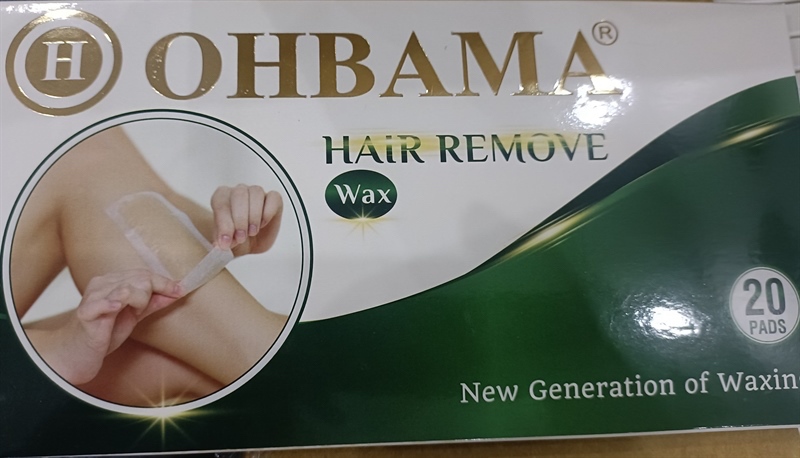 H OHBAMA®
HAIR REMOVE
Wax
20
PADS
New Generation of Waxin